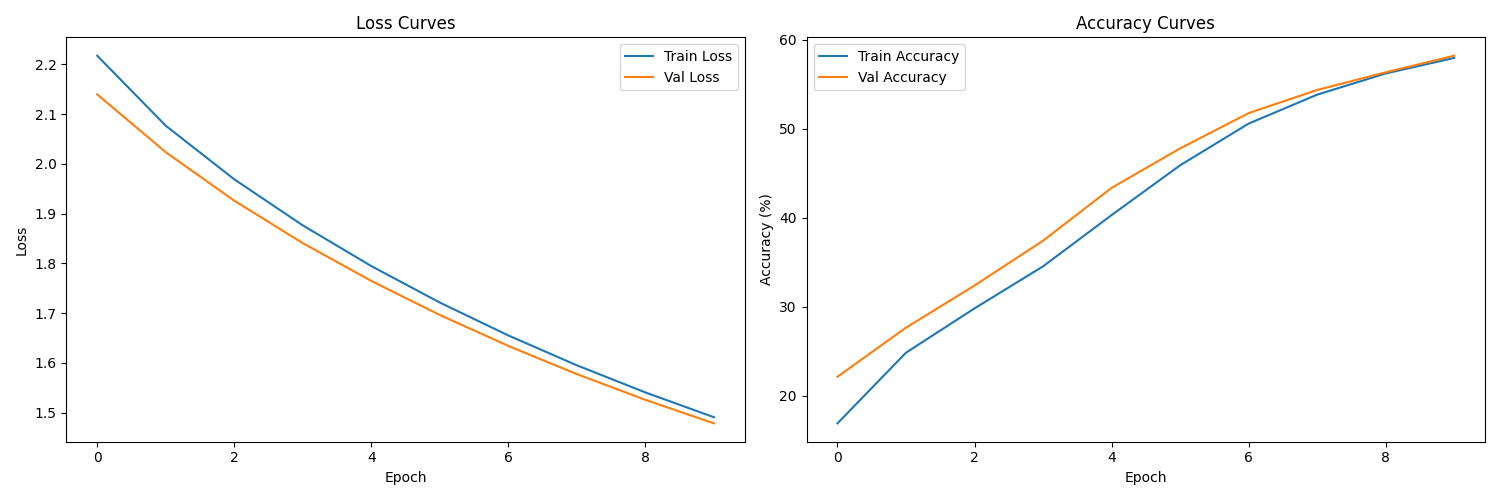 Loss Curves
Train Loss
Val Loss
2.2
2.1
2.0
1.9
1.8
1.7
1.6
1.5
Loss
0 2 4 6 8
Epoch
Accuracy Curves
Train Accuracy
Val Accuracy
60
50
40
30
20
Accuracy (%)
0 2 4 6 8
Epoch